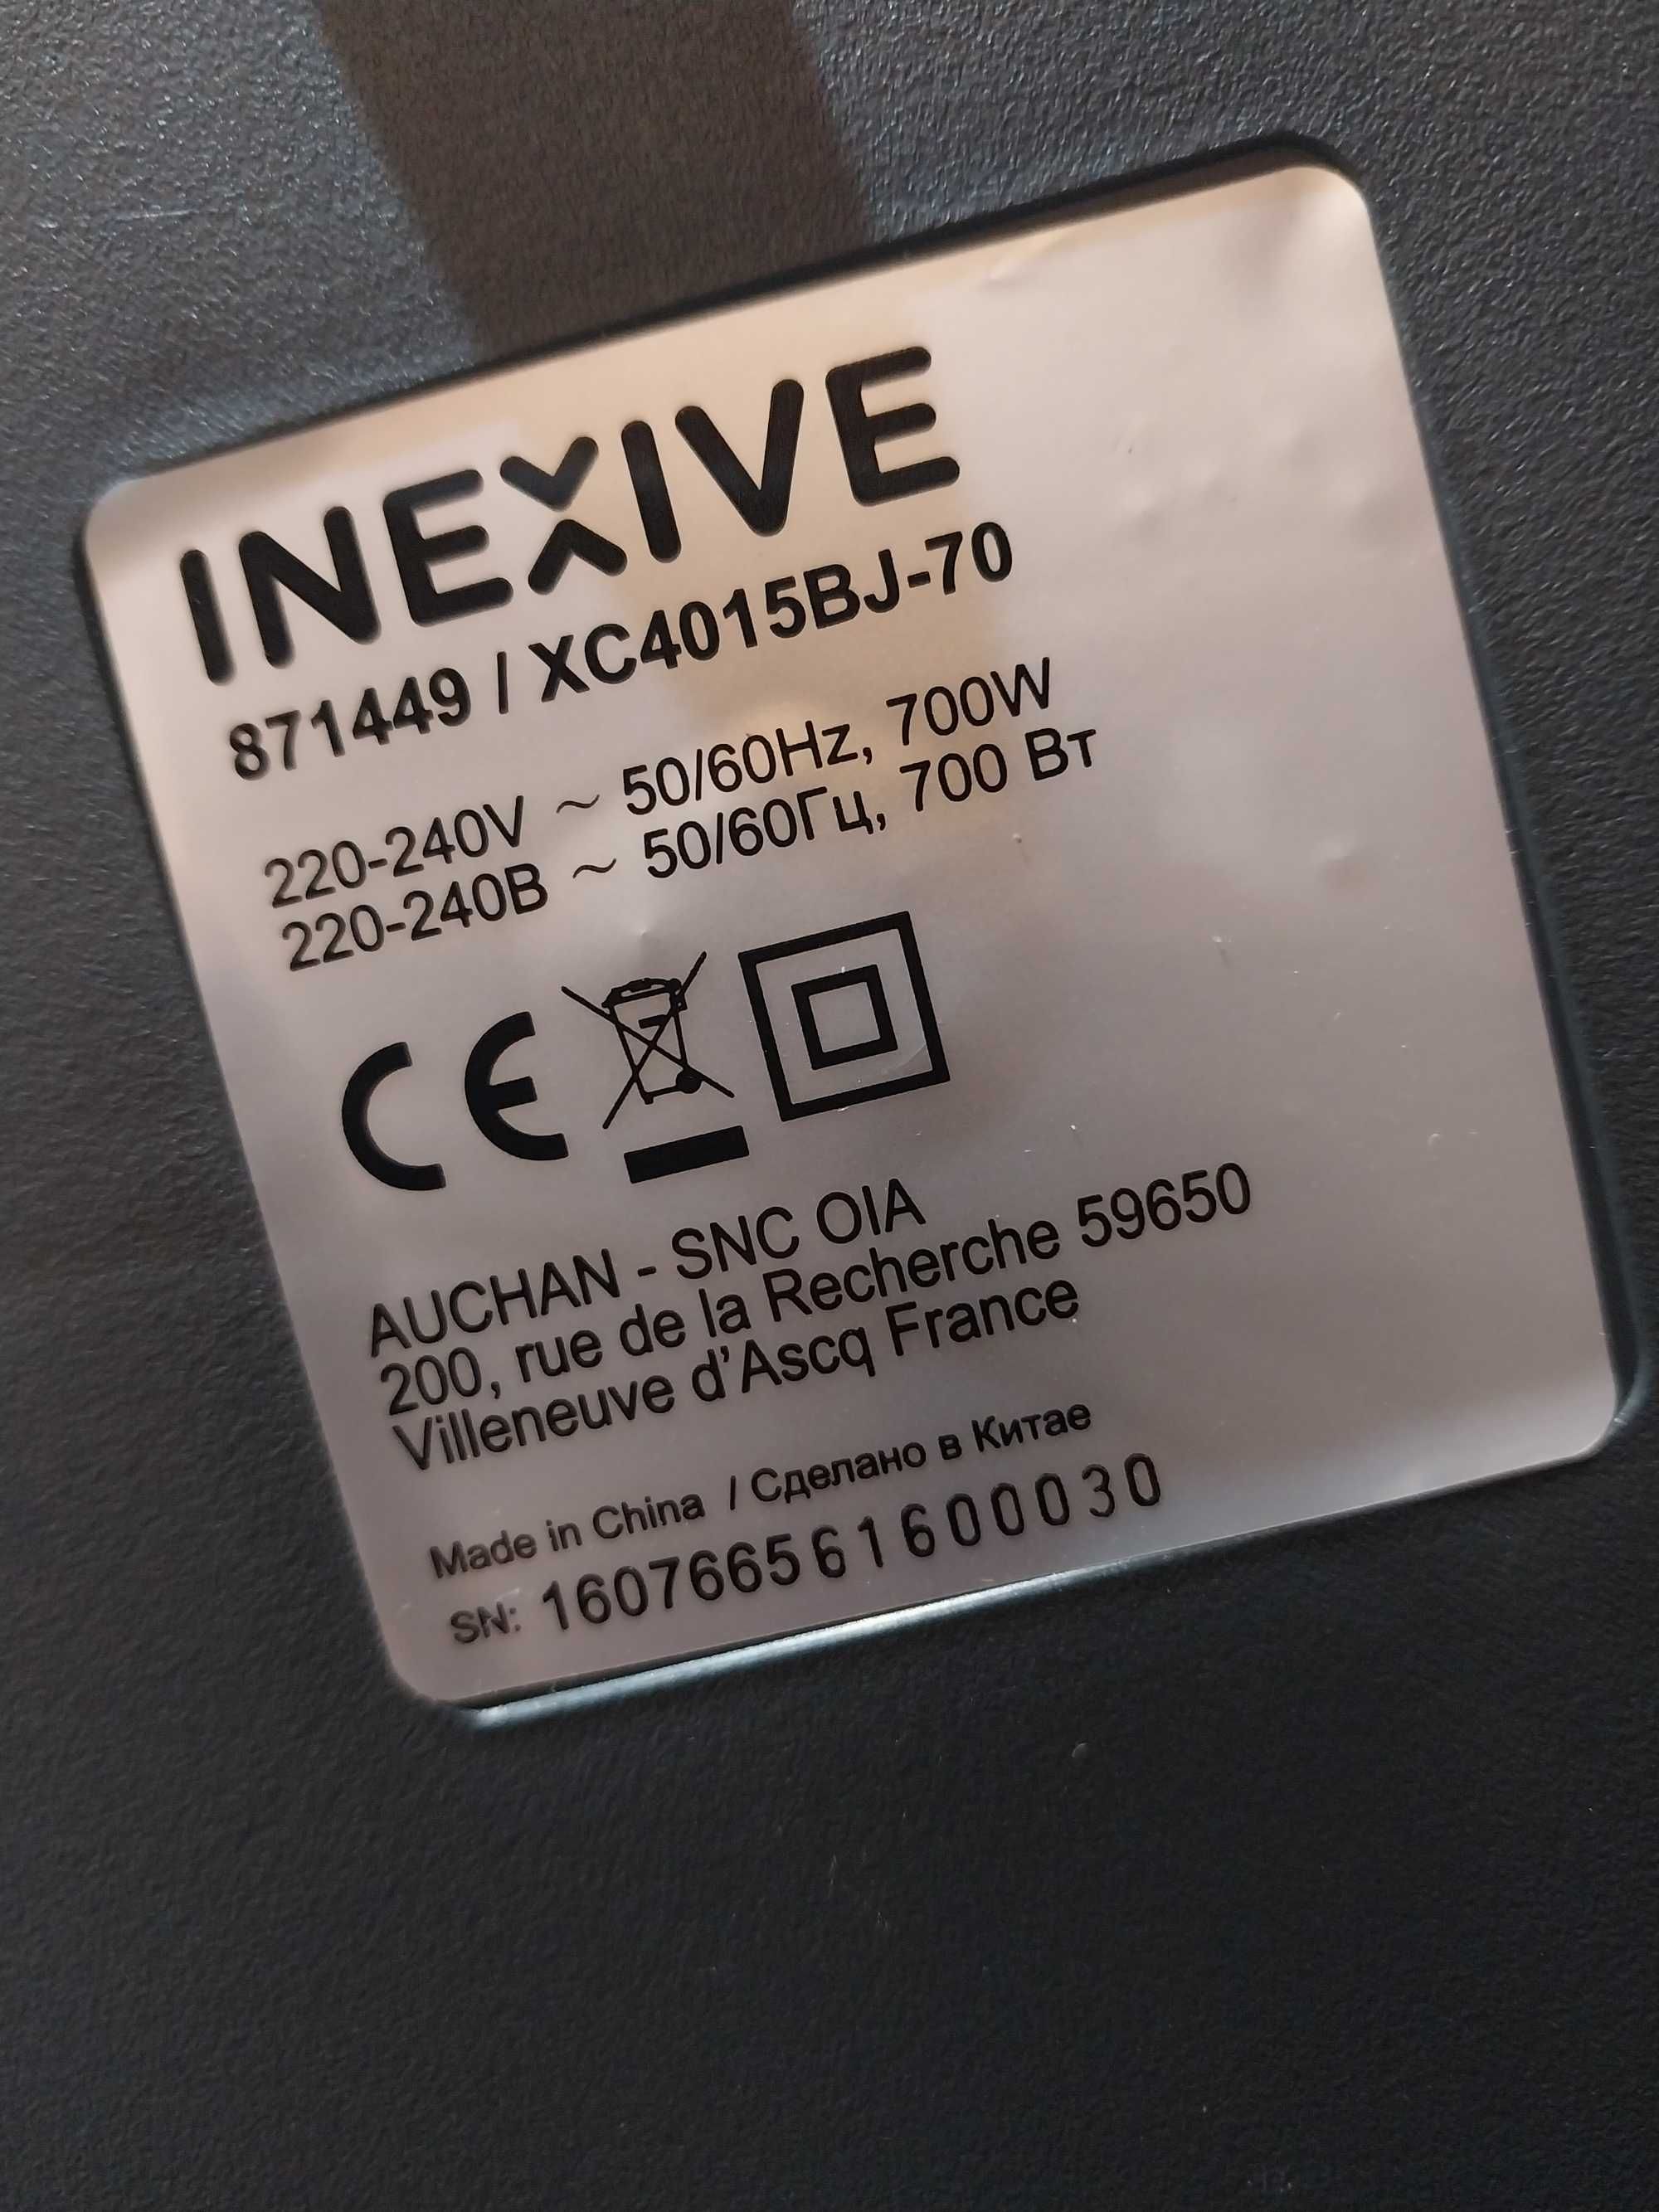 INEXIVE
871449 / XC4015BJ-70
220-240V ~ 50/60Hz, 700W
220-240В ~ 50/60Гц, 700 Вт
CE
AUCHAN - SNC OIA
200, rue de la Recherche 59650
Villeneuve d'Ascq France
Made in China / Сделано в Китае
SN: 160766561600030